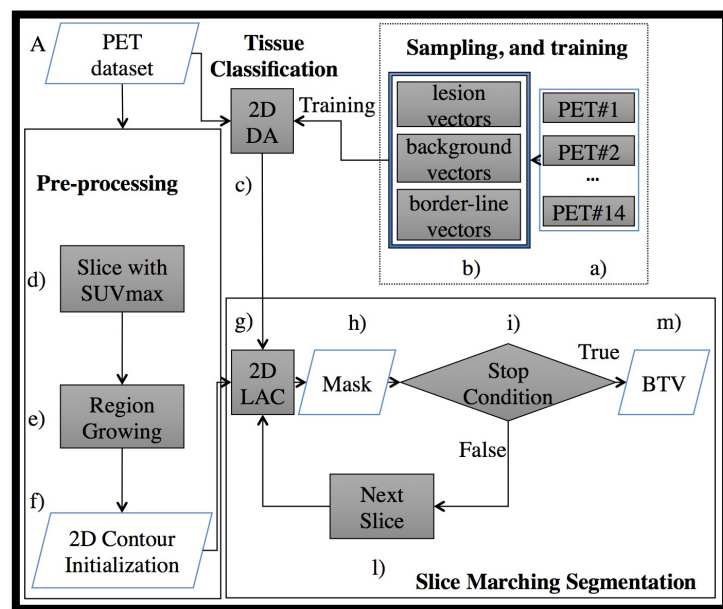 A
PET
dataset
Tissue
Classification
Sampling, and training
2D
DA
Training
lesion
vectors
background
vectors
border-line
vectors
PET#1
PET#2
...
PET#14
c)
b)
a)
Pre-processing
d)
Slice with
SUVmax
e)
Region
Growing
f)
2D Contour
Initialization
g)
h)
i)
m)
2D
LAC
Mask
Stop
Condition
True
BTV
False
Next
Slice
l)
Slice Marching Segmentation